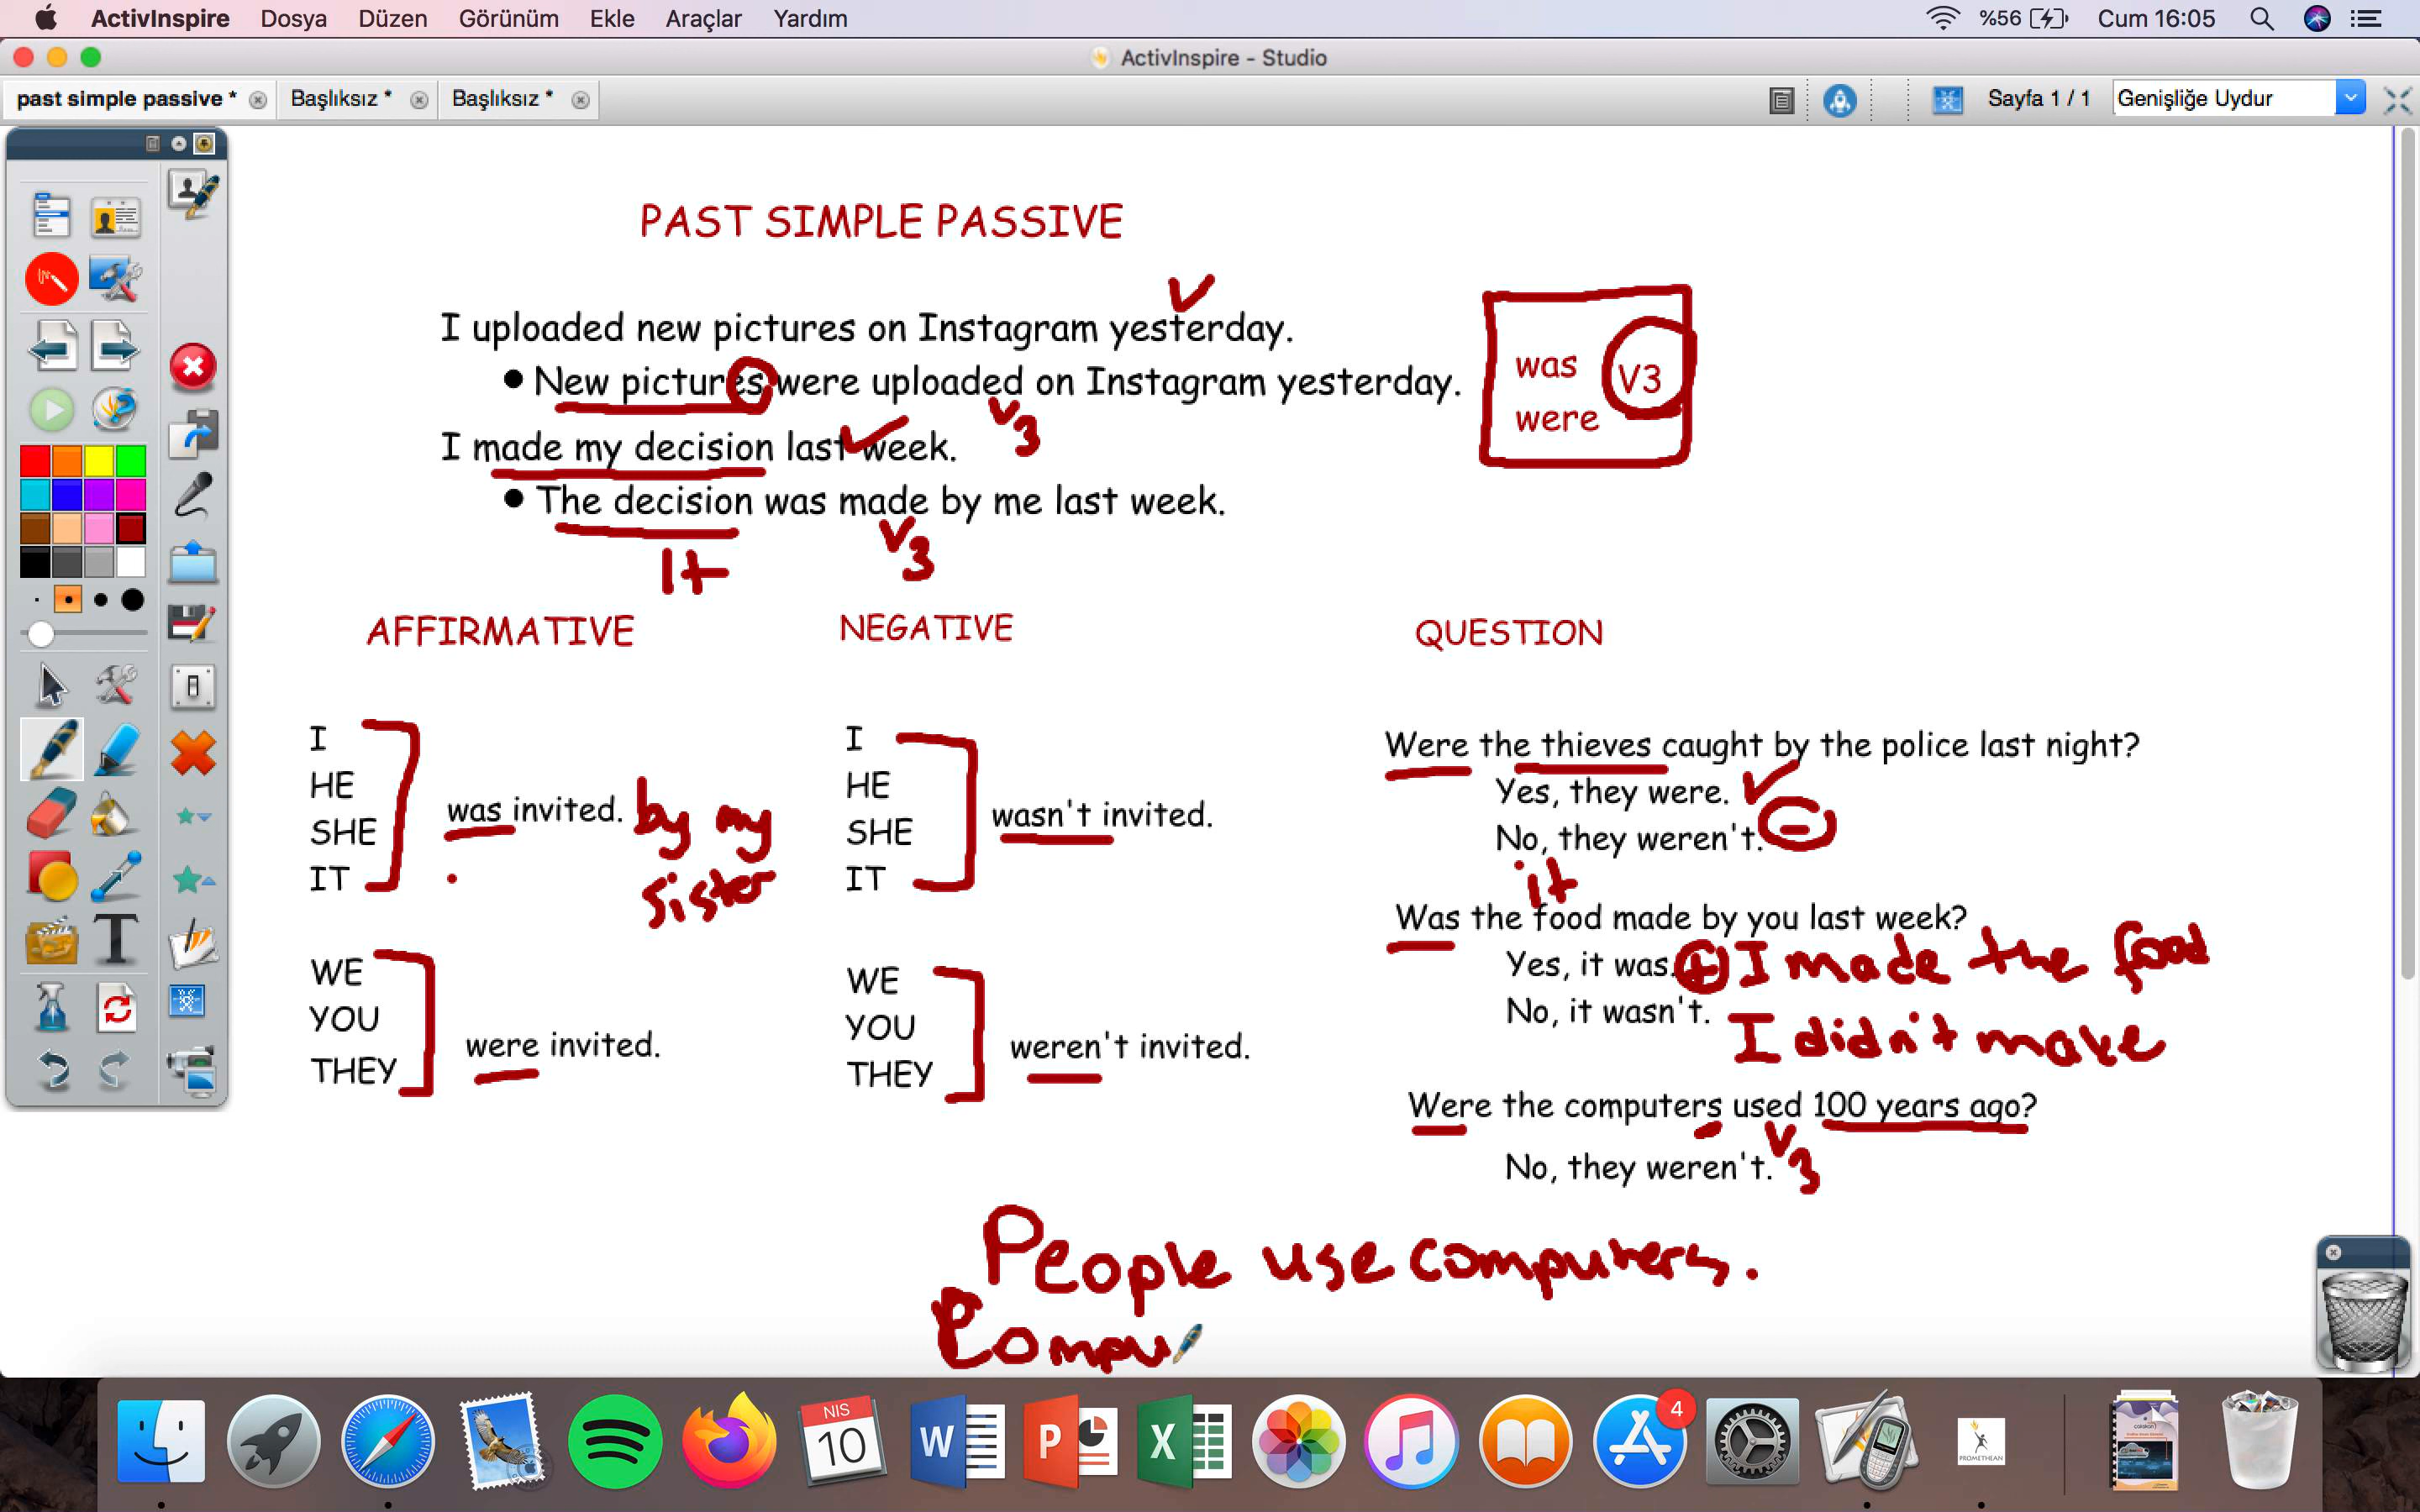 ActivInspire Dosya Düzen Görünüm Ekle Araçlar Yardım %56 Cum 16:05
ActivInspire - Studio
past simple passive * Başlıksız * Başlıksız * Sayfa 1 / 1 Genişliğe Uydur
PAST SIMPLE PASSIVE
I uploaded new pictures on Instagram yesterday.
• New pictures were uploaded on Instagram yesterday.
V3
I made my decision last week.
• The decision was made by me last week.
It
V3
was
were
V3
AFFIRMATIVE
I
HE
SHE
IT
was invited. by my
sister
WE
YOU
THEY
were invited.
NEGATIVE
I
HE
SHE
IT
wasn't invited.
WE
YOU
THEY
weren't invited.
QUESTION
Were the thieves caught by the police last night?
Yes, they were.
No, they weren't. -
it
Was the food made by you last week?
Yes, it was. + I made the food
No, it wasn't. I didn't make
Were the computers used 100 years ago?
V3
No, they weren't.
People use computers.
Compu
T
NIS
10
W
P
X
4
PROMETHEAN